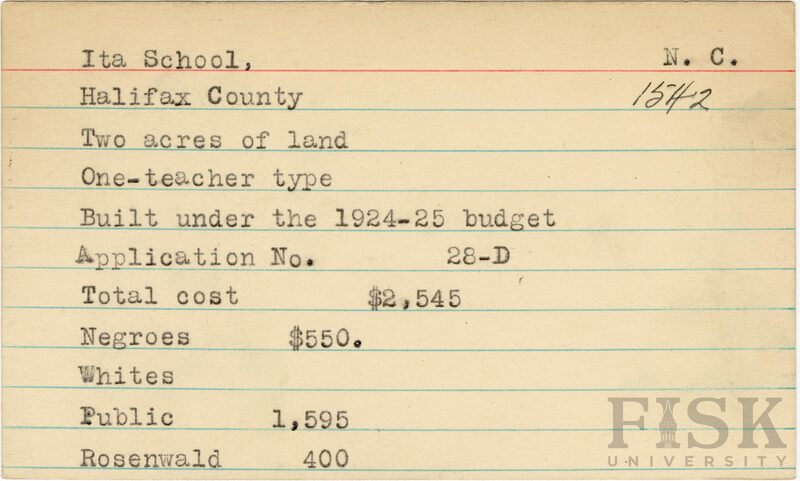 Ita School, N. C.
Halifax County 1542
Two acres of land
One-teacher type
Built under the 1924-25 budget
Application No. 28-D
Total cost $2,545
Negroes $550.
Whites
Public 1,595
Rosenwald 400
FISK
UNIVERSITY